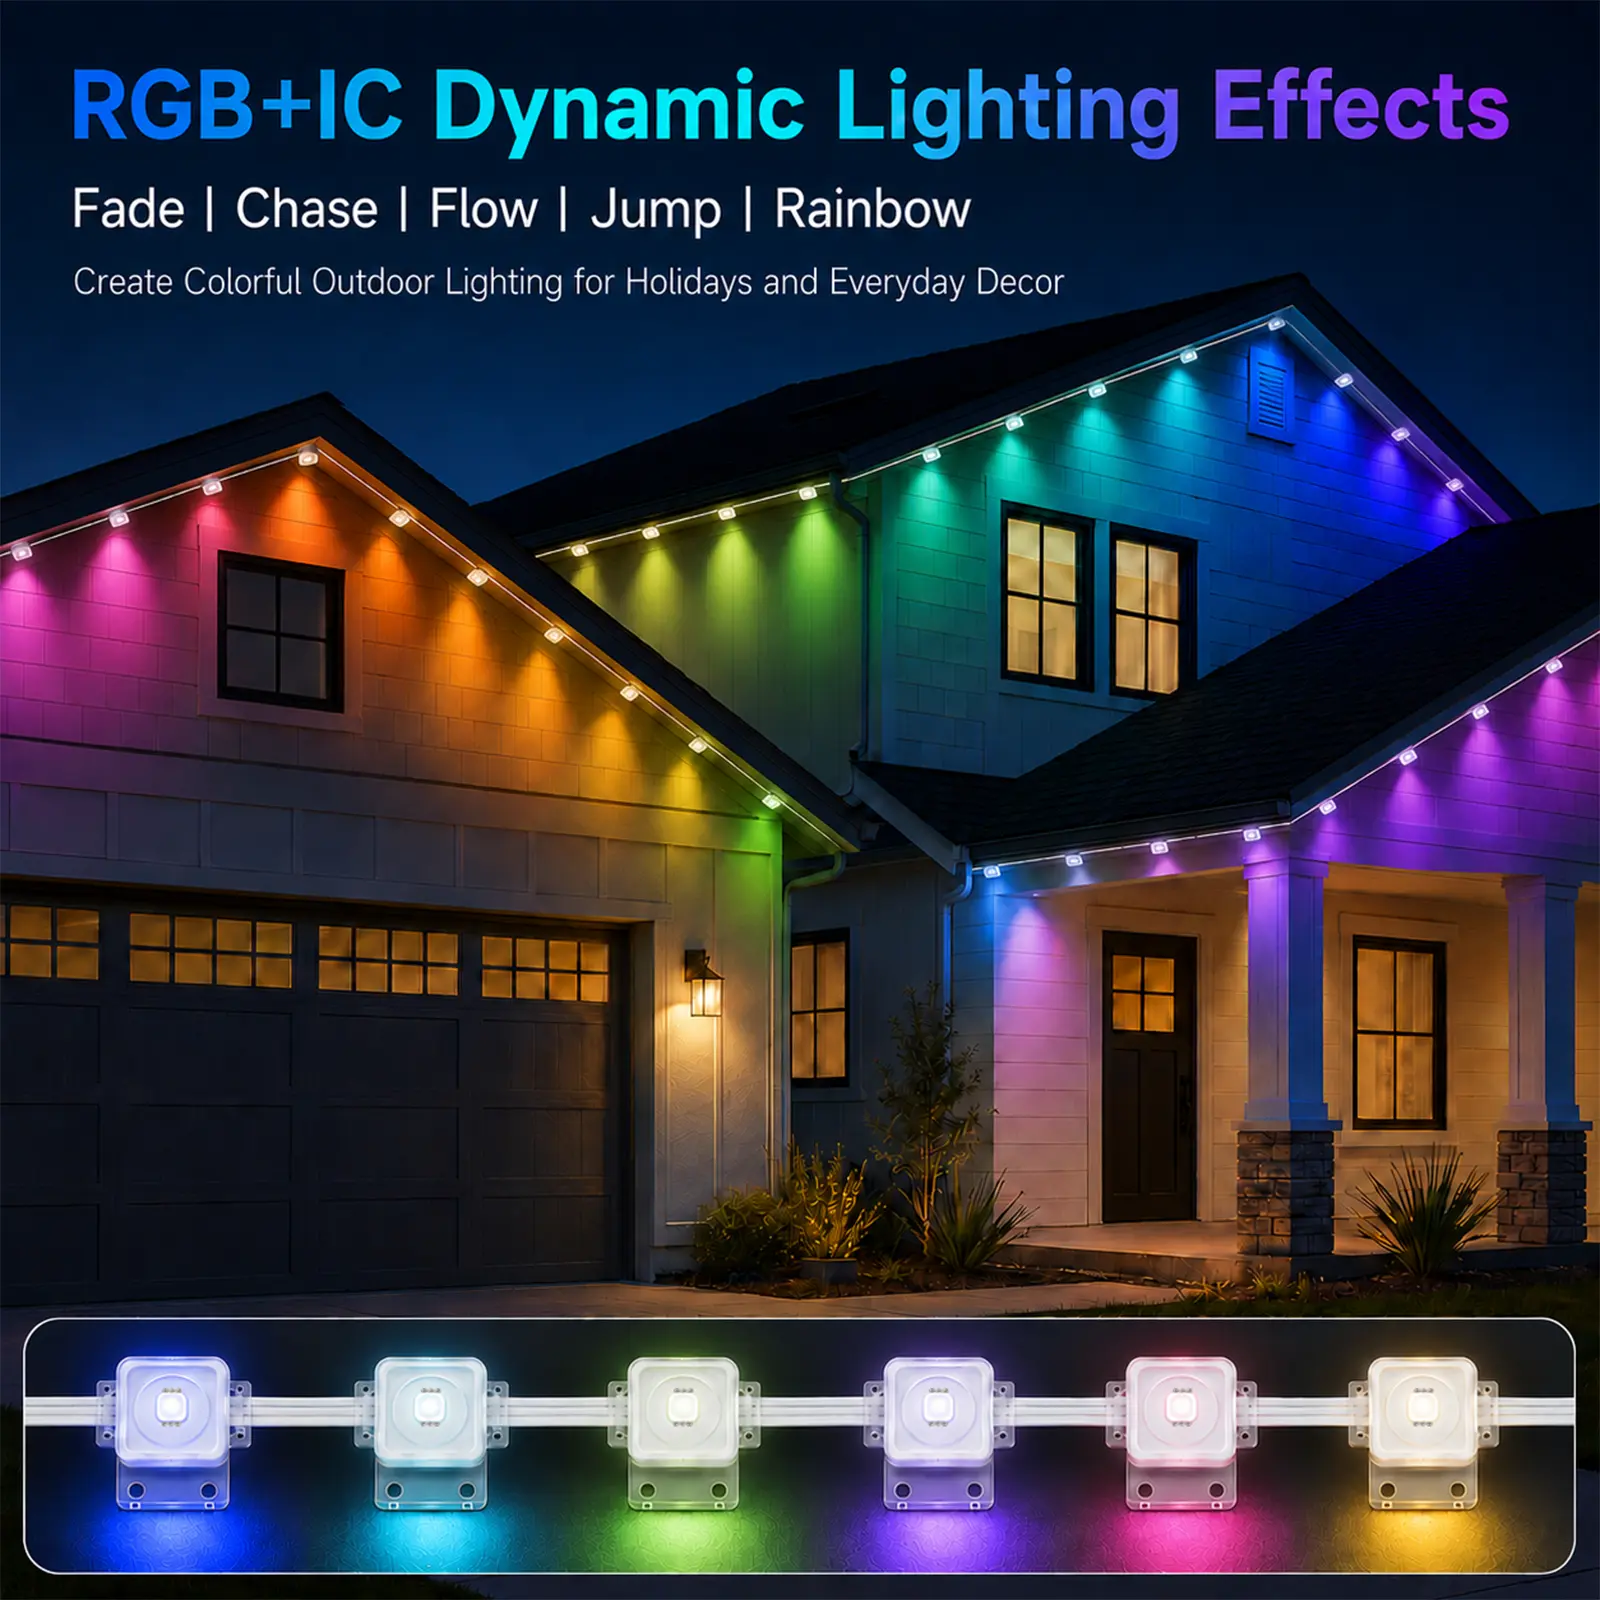 RGB+IC Dynamic Lighting Effects
Fade | Chase | Flow | Jump | Rainbow
Create Colorful Outdoor Lighting for Holidays and Everyday Decor